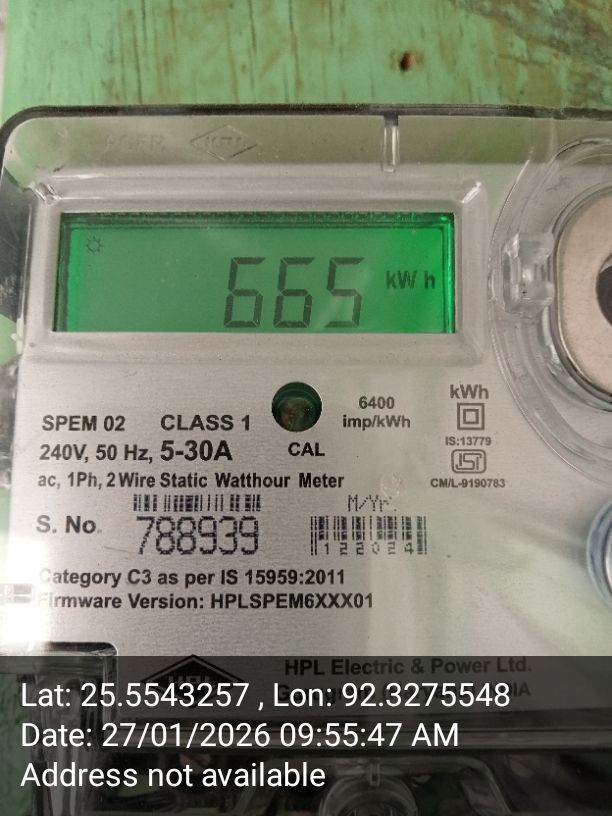 665 kW h
SPEM 02 CLASS 1
240V, 50 Hz, 5-30A
ac, 1Ph, 2 Wire Static Watthour Meter
CAL
6400
imp/kWh
kWh
IS:13779
CM/L-9190783
S. No. 788939
M/Yr.
122024
Category C3 as per IS 15959:2011
Firmware Version: HPLSPEM6XXX01
HPL
HPL Electric & Power Ltd.
Lat: 25.5543257 , Lon: 92.3275548
Date: 27/01/2026 09:55:47 AM
Address not available